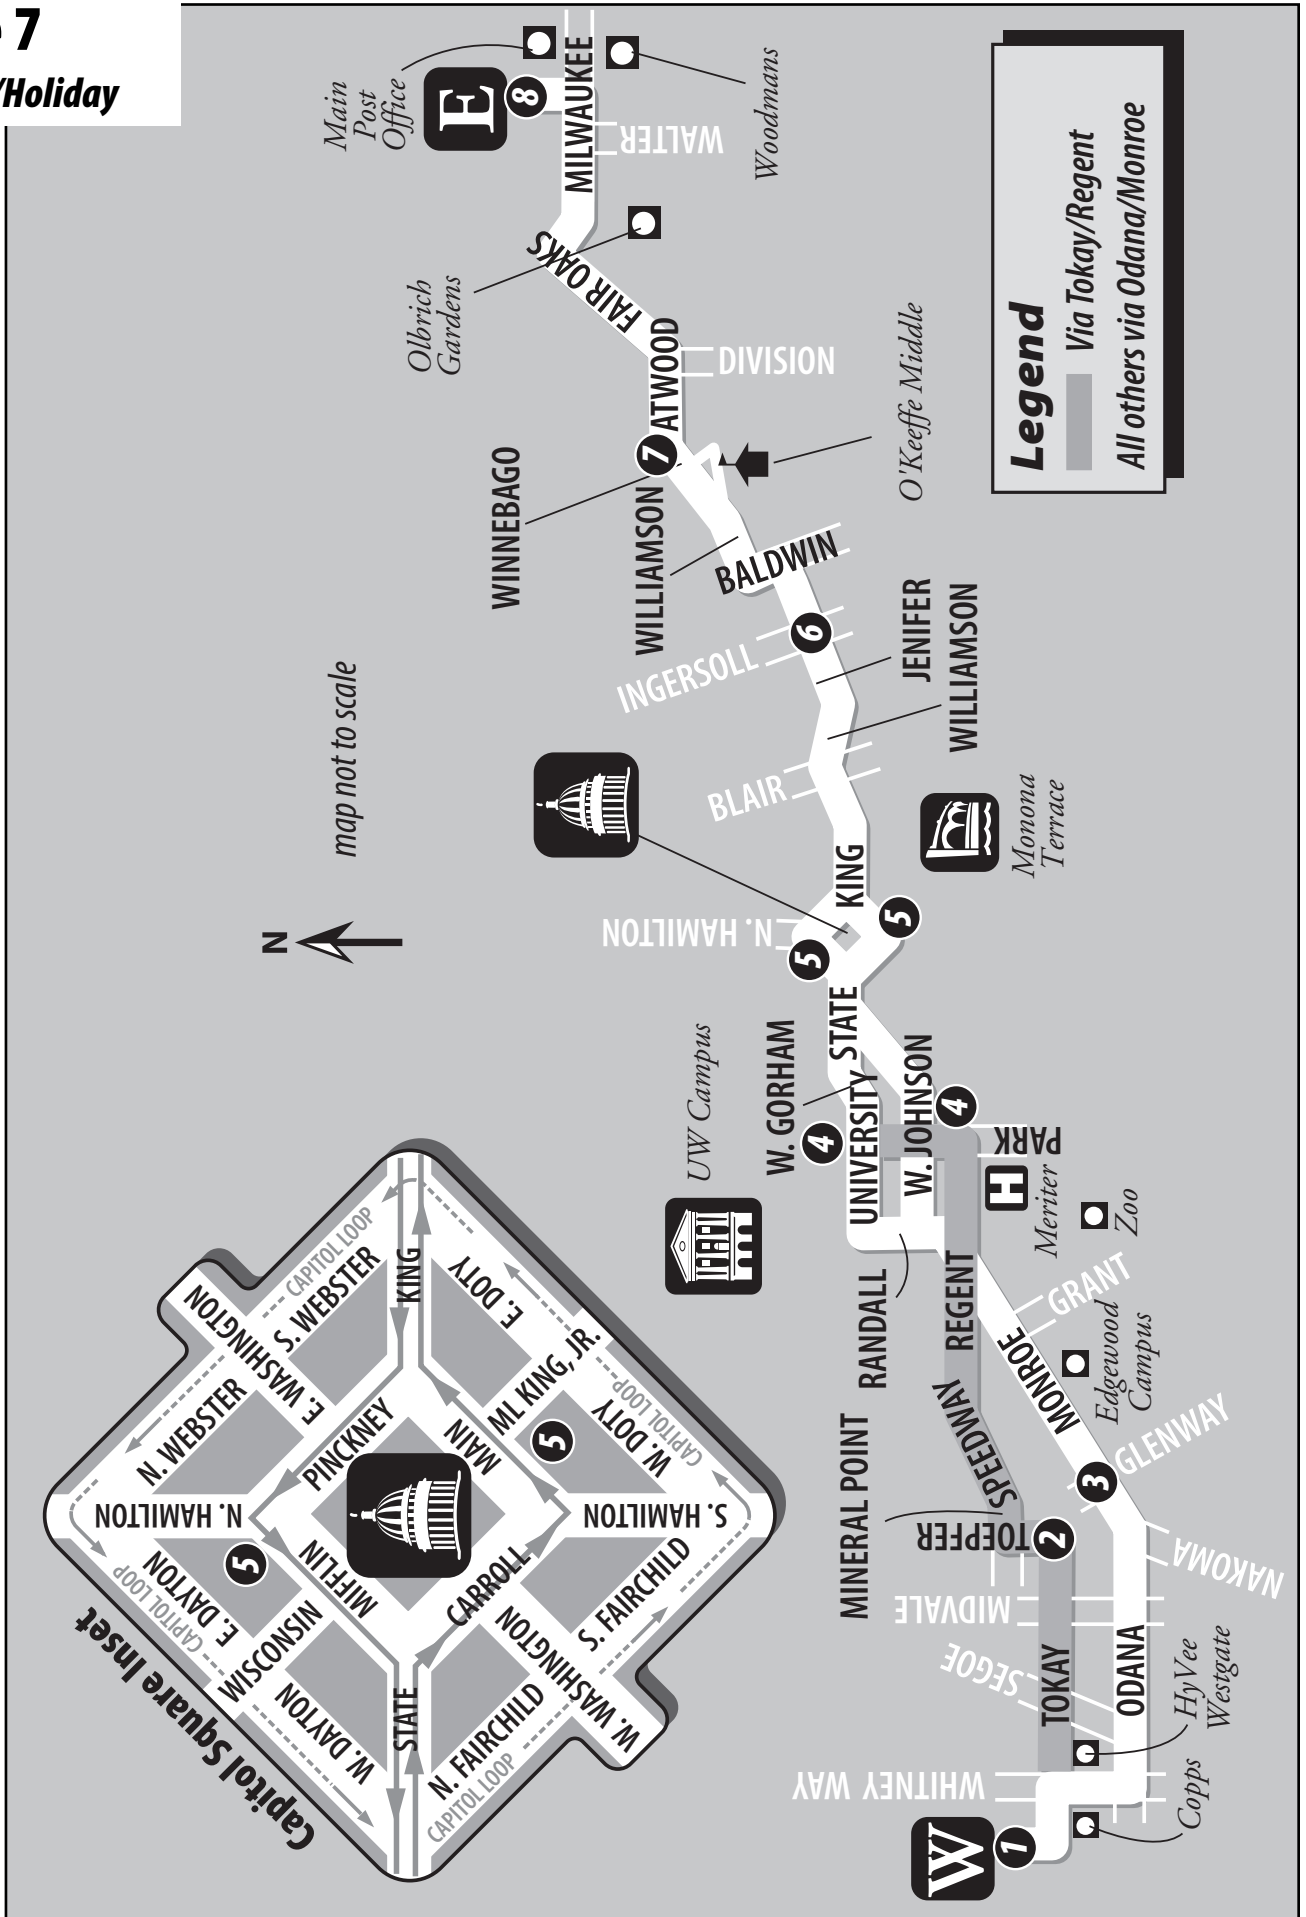 7
/Holiday
Main
Post
Office
E
8
MILWAUKEE
WALTER
Woodmans
FAIR OAKS
Olbrich
Gardens
ATWOOD
DIVISION
7
WINNEBAGO
WILLIAMSON
O'Keeffe Middle
BALDWIN
6
INGERSOLL
JENIFER
WILLIAMSON
BLAIR
KING
Monona
Terrace
map not to scale
N
N. HAMILTON
5
5
STATE
UW Campus
W. GORHAM
4
UNIVERSITY
W. JOHNSON
4
PARK
H
Meriter
Zoo
RANDALL
REGENT
GRANT
MONROE
Edgewood
Campus
SPEEDWAY
MINERAL POINT
GLENWAY
3
TOEPFER
2
NAKOMA
MIDVALE
SEGOE
TOKAY
ODANA
HyVee
Westgate
WHITNEY WAY
Copps
W
1
Legend
Via Tokay/Regent
All others via Odana/Monroe
Capitol Square Inset
CAPITOL LOOP
S. WEBSTER
KING
E. DOTY
E. WASHINGTON
N. WEBSTER
PINCKNEY
MAIN
ML KING, JR.
W. DOTY
CAPITOL LOOP
5
N. HAMILTON
S. HAMILTON
5
MIFFLIN
CARROLL
E. DAYTON
CAPITOL LOOP
WISCONSIN
W. DAYTON
STATE
N. FAIRCHILD
W. WASHINGTON
S. FAIRCHILD
CAPITOL LOOP